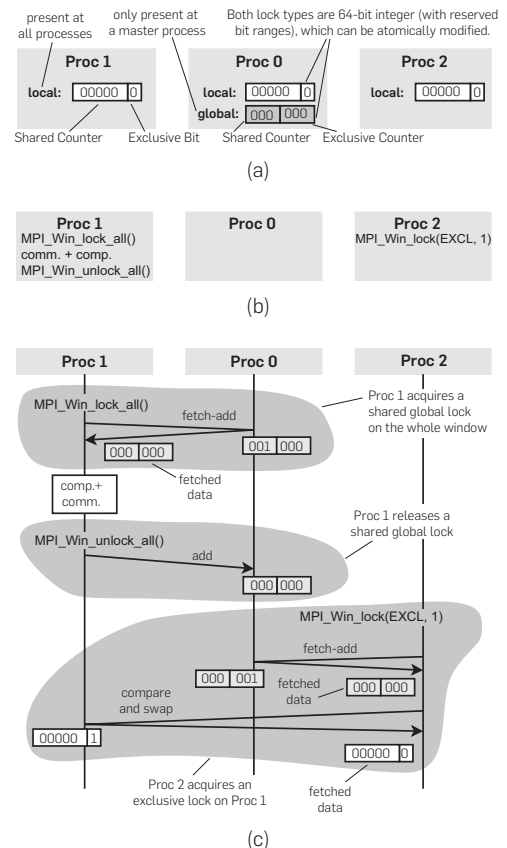 present at
all processes
only present at
a master process
Both lock types are 64-bit integer (with reserved
bit ranges), which can be atomically modified.
Proc 1
local: 00000 0
Shared Counter
Exclusive Bit
Proc 0
local: 00000 0
global: 000 000
Shared Counter
Exclusive Counter
Proc 2
local: 00000 0
(a)
Proc 1
MPI_Win_lock_all()
comm. + comp.
MPI_Win_unlock_all()
Proc 0
Proc 2
MPI_Win_lock(EXCL, 1)
(b)
Proc 1
Proc 0
Proc 2
MPI_Win_lock_all()
fetch-add
000 000
001 000
fetched
data
Proc 1 acquires a
shared global lock
on the whole window
comp.+
comm.
Proc 1 releases a
shared global lock
MPI_Win_unlock_all()
add
000 000
MPI_Win_lock(EXCL, 1)
fetch-add
000 001
fetched
data
000 000
compare
and swap
00000 1
00000 0
Proc 2 acquires an
exclusive lock on Proc 1
fetched
data
(c)